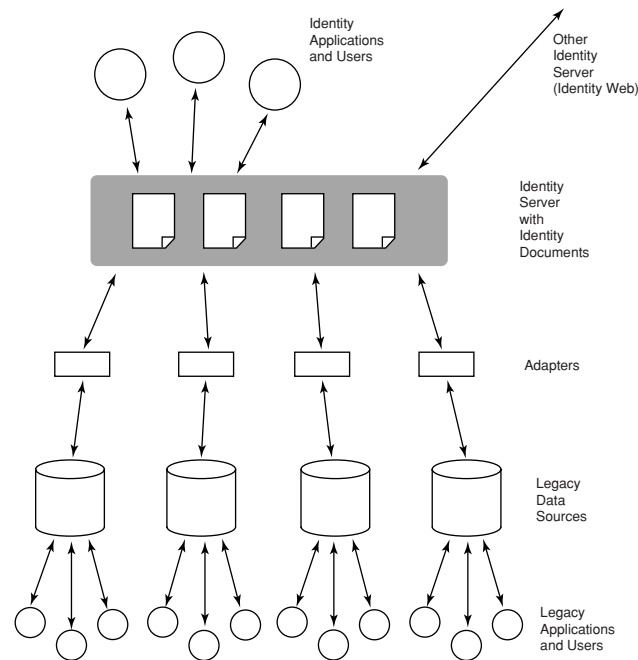 Identity
Applications
and Users
Other
Identity
Server
(Identity Web)
Identity
Server
with
Identity
Documents
Adapters
Legacy
Data
Sources
Legacy
Applications
and Users